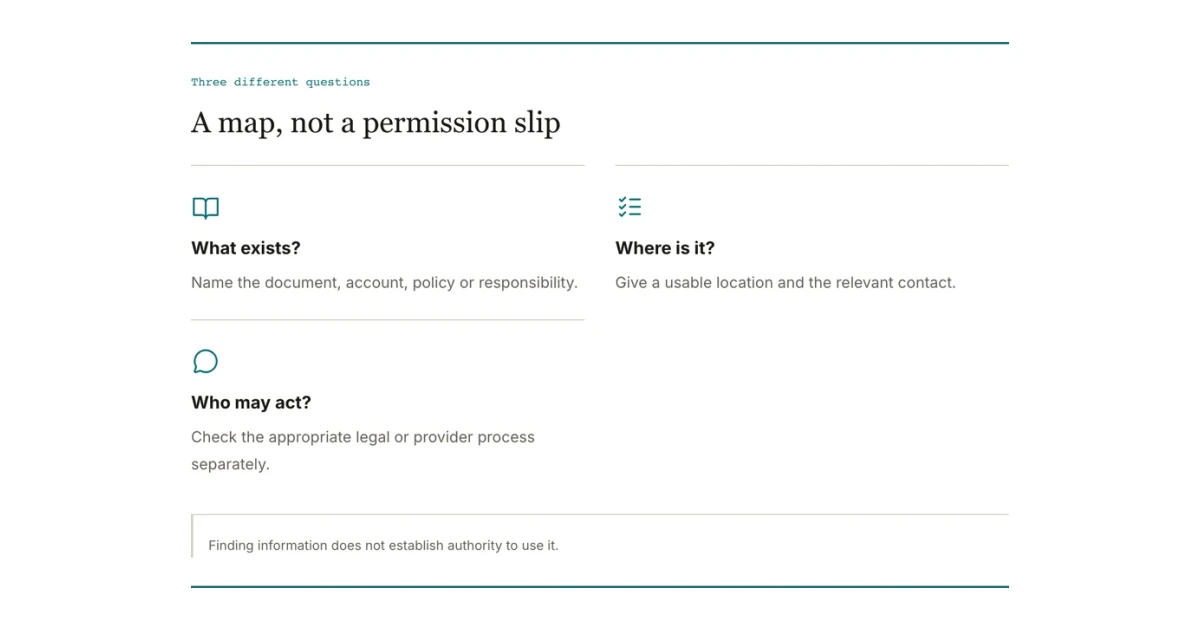 Three different questions
A map, not a permission slip
What exists?
Name the document, account, policy or responsibility.
Where is it?
Give a usable location and the relevant contact.
Who may act?
Check the appropriate legal or provider process
separately.
Finding information does not establish authority to use it.